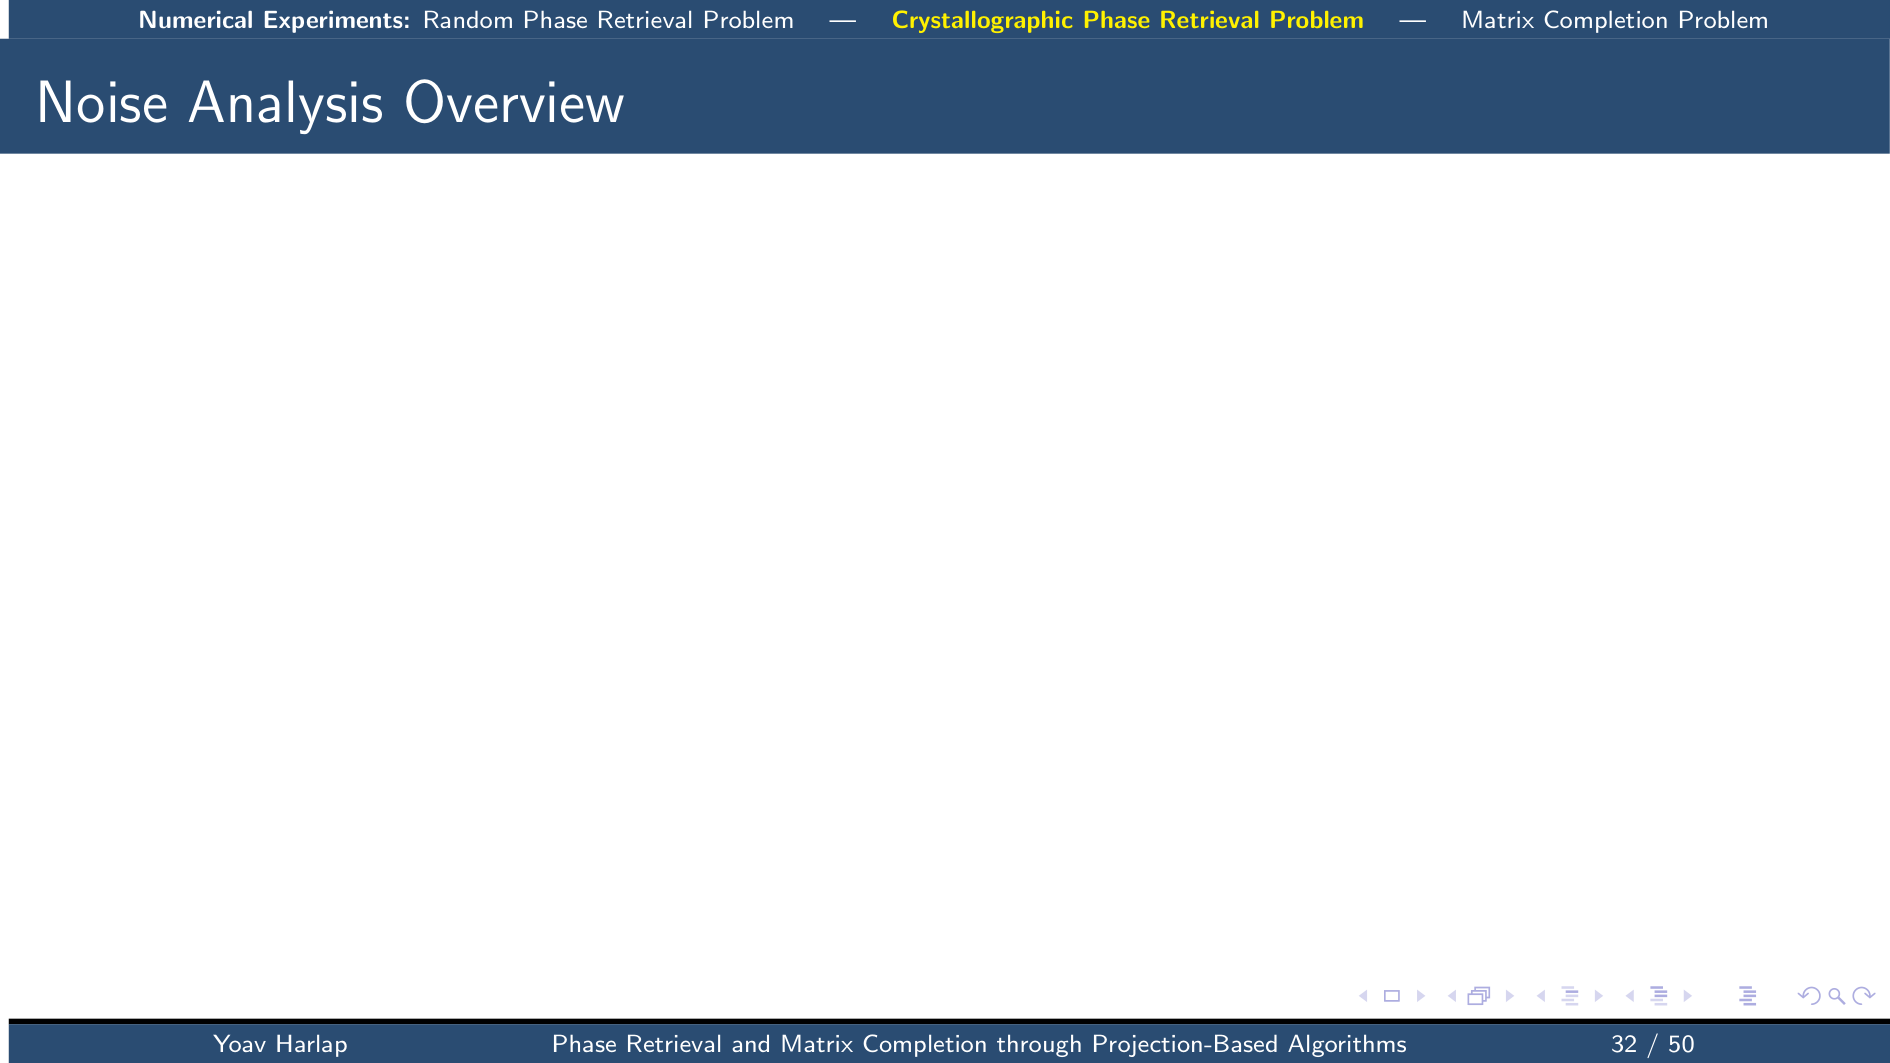 Numerical Experiments: Random Phase Retrieval Problem — Crystallographic Phase Retrieval Problem — Matrix Completion Problem
Noise Analysis Overview
Yoav Harlap Phase Retrieval and Matrix Completion through Projection-Based Algorithms 32 / 50